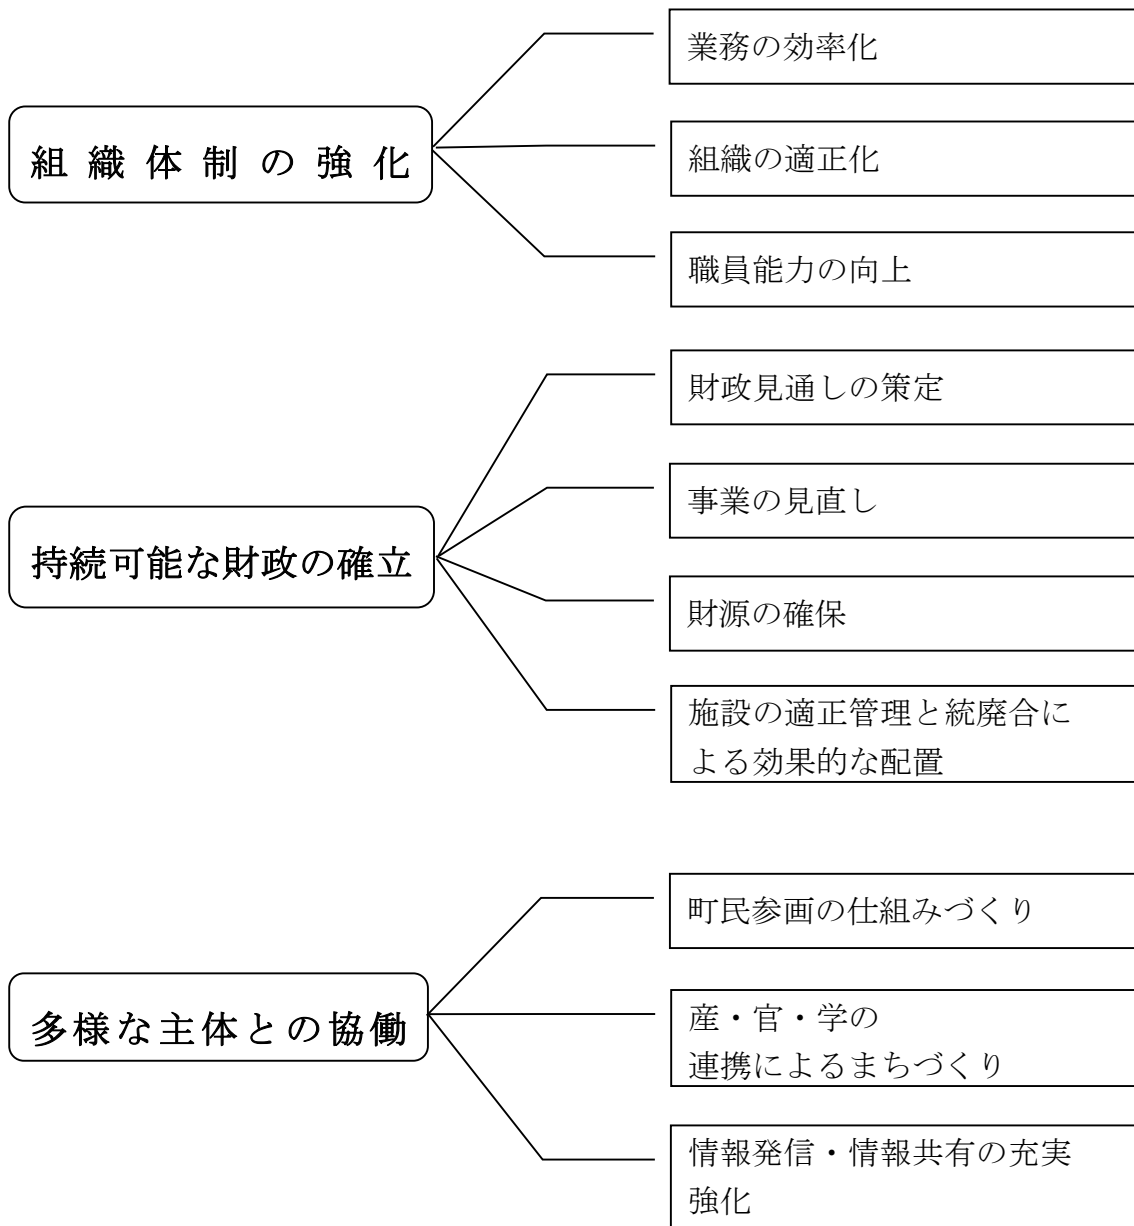 組織体制の強化
業務の効率化
組織の適正化
職員能力の向上
持続可能な財政の確立
財政見通しの策定
事業の見直し
財源の確保
施設の適正管理と統廃合に
よる効果的な配置
多様な主体との協働
町民参画の仕組みづくり
産・官・学の
連携によるまちづくり
情報発信・情報共有の充実
強化